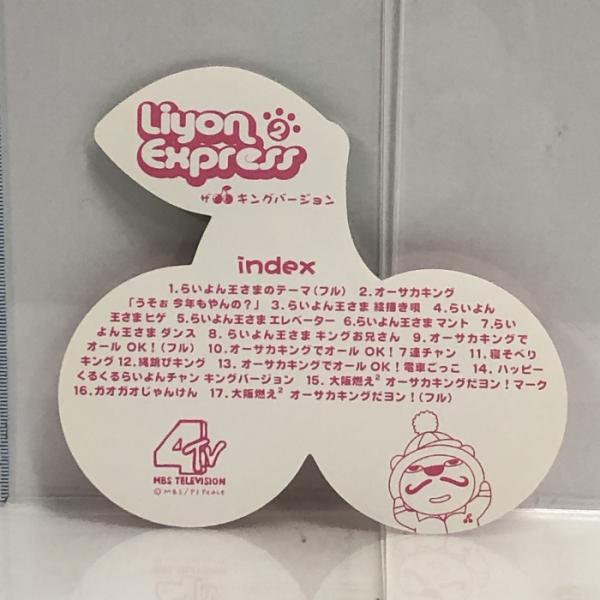 Liyon 2
Express
ザ キングバージョン
index
1.らいよん王さまのテーマ(フル) 2.オーサカキング
「うそぉ 今年もやんの?」 3.らいよん王さま 絵描き唄 4.らいよん
王さま ヒゲ 5.らいよん王さま エレベーター 6.らいよん王さま マント 7.らい
よん王さま ダンス 8.らいよん王さま キングお兄さん 9.オーサカキングで
オール OK!(フル) 10.オーサカキングでオール OK!7連チャン 11.寝そべり
キング 12.縄跳びキング 13.オーサカキングでオール OK!電車ごっこ 14.ハッピー
くるくるらいよんチャン キングバージョン 15.大阪燃え² オーサカキングだヨン!マーク
16.ガオガオじゃんけん 17.大阪燃え² オーサカキングだヨン!(フル)
4TV
MBS TELEVISION
©MBS/P1 Peace